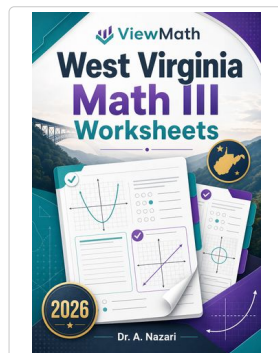 ViewMath
West Virginia
Math III
Worksheets
2026
Dr. A. Nazari